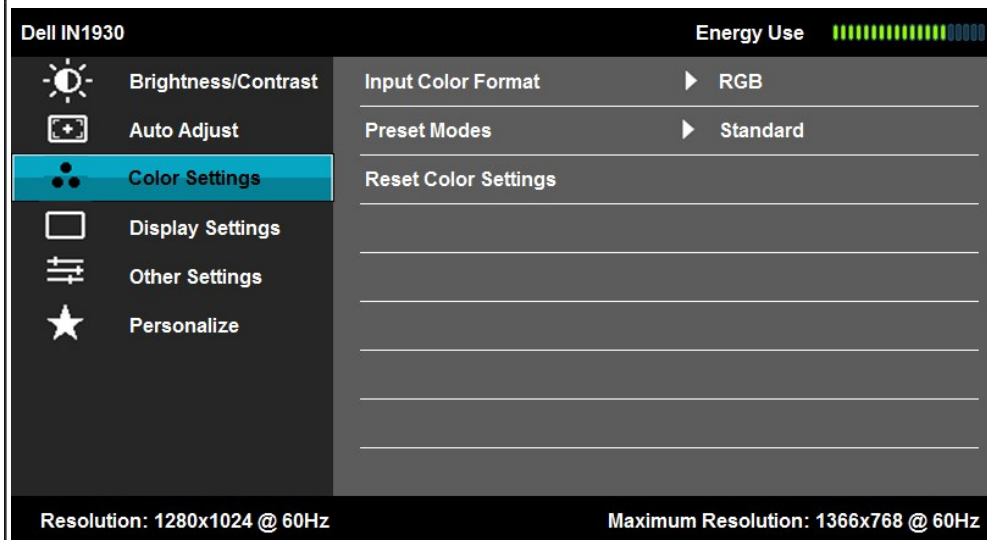 Dell IN1930 Energy Use
Brightness/Contrast Input Color Format RGB
Auto Adjust Preset Modes Standard
Color Settings Reset Color Settings
Display Settings
Other Settings
Personalize
Resolution: 1280x1024 @ 60Hz Maximum Resolution: 1366x768 @ 60Hz